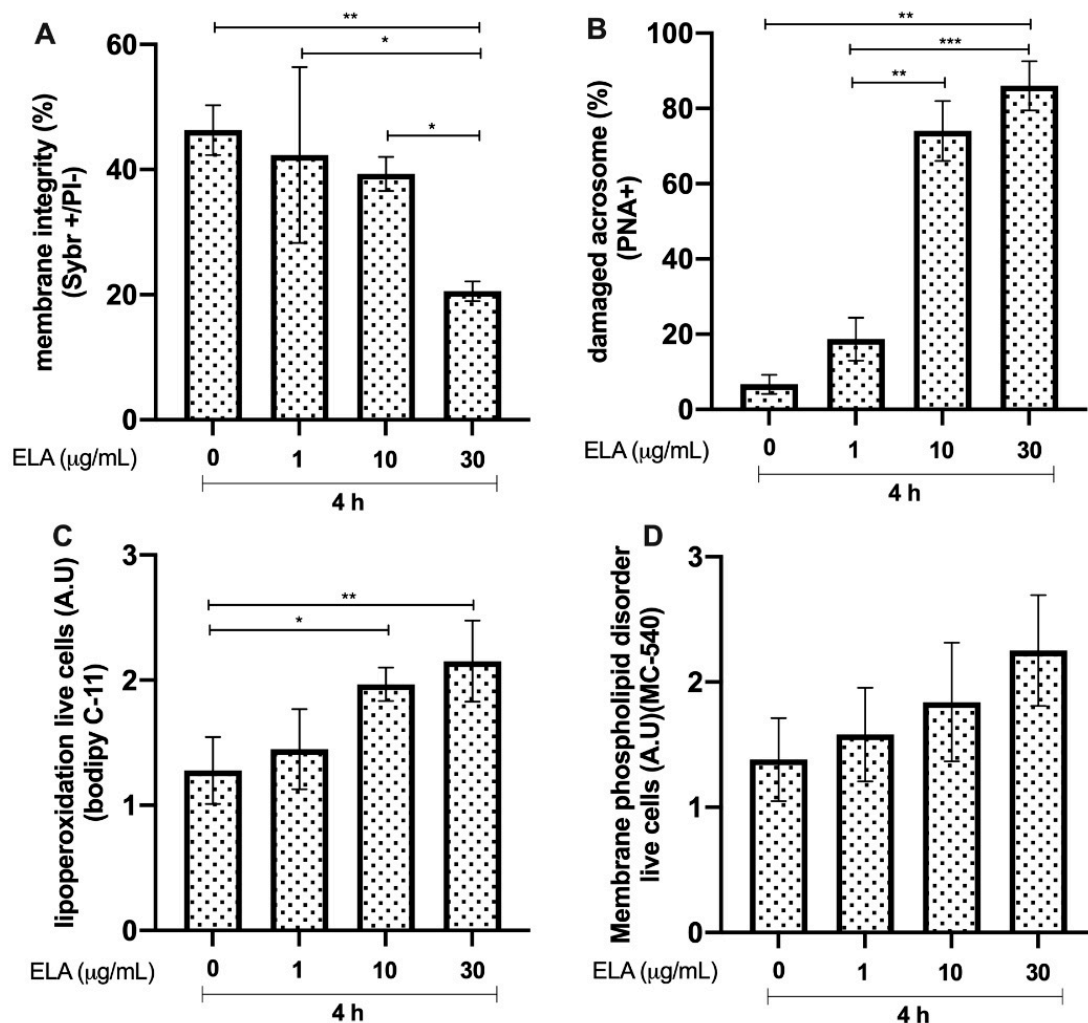 A
membrane integrity (%)
(Sybr +/PI-)
60
40
20
0
**
*
*
ELA (μg/mL)
0 1 10 30
4 h
B
damaged acrosome (%)
(PNA+)
100
80
60
40
20
0
**
***
**
ELA (μg/mL)
0 1 10 30
4 h
C
lipoperoxidation live cells (A.U)
(bodipy C-11)
3
2
1
0
**
*
ELA (μg/mL)
0 1 10 30
4 h
D
Membrane phospholipid disorder
live cells (A.U)(MC-540)
3
2
1
0
ELA (μg/mL)
0 1 10 30
4 h